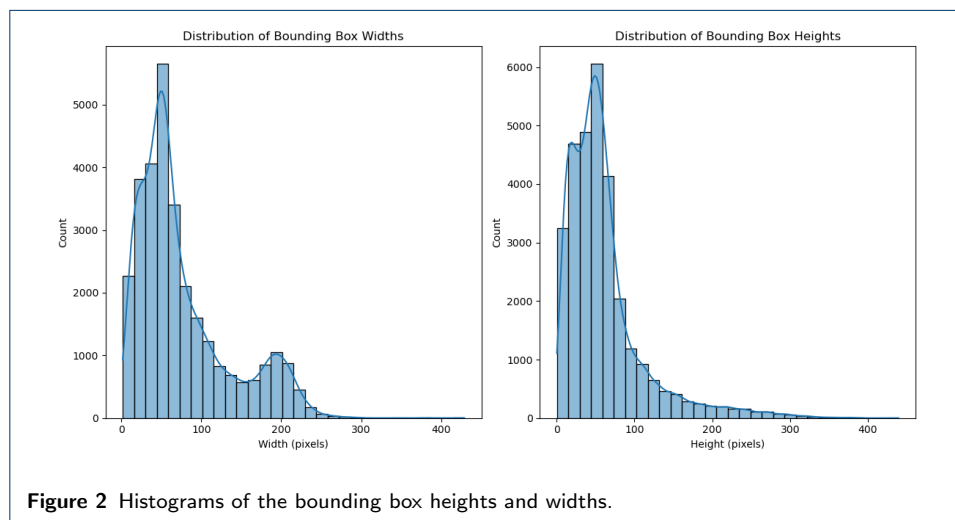 Distribution of Bounding Box Widths
Count
5000
4000
3000
2000
1000
0
0 100 200 300 400
Width (pixels)
Distribution of Bounding Box Heights
Count
6000
5000
4000
3000
2000
1000
0
0 100 200 300 400
Height (pixels)
Figure 2 Histograms of the bounding box heights and widths.